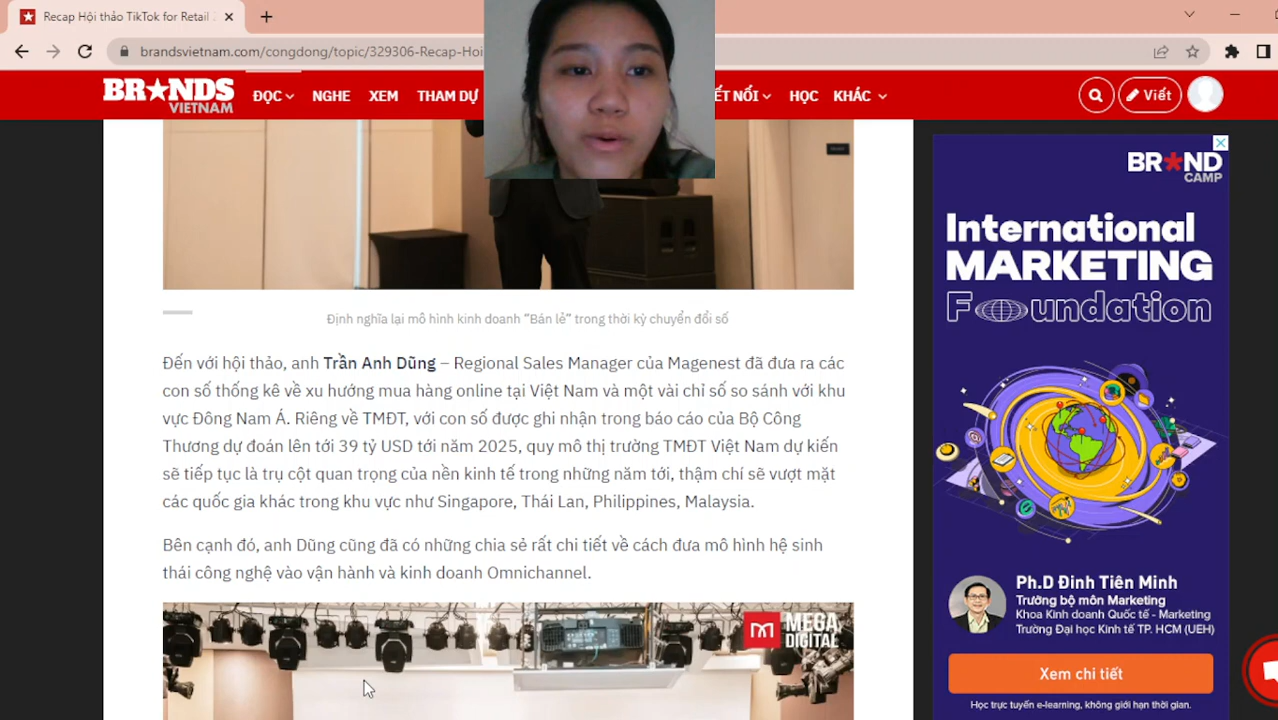 Recap Hội thảo TikTok for Retail
brandsvietnam.com/congdong/topic/329306-Recap-Hoi
BRANDS
VIETNAM
ĐỌC
NGHE
XEM
THAM DỰ
ẾT NỐI
HỌC
KHÁC
Viết
Định nghĩa lại mô hình kinh doanh “Bán lẻ” trong thời kỳ chuyển đổi số
Đến với hội thảo, anh Trần Anh Dũng – Regional Sales Manager của Magenest đã đưa ra các
con số thống kê về xu hướng mua hàng online tại Việt Nam và một vài chỉ số so sánh với khu
vực Đông Nam Á. Riêng về TMĐT, với con số được ghi nhận trong báo cáo của Bộ Công
Thương dự đoán lên tới 39 tỷ USD tới năm 2025, quy mô thị trường TMĐT Việt Nam dự kiến
sẽ tiếp tục là trụ cột quan trọng của nền kinh tế trong những năm tới, thậm chí sẽ vượt mặt
các quốc gia khác trong khu vực như Singapore, Thái Lan, Philippines, Malaysia.
Bên cạnh đó, anh Dũng cũng đã có những chia sẻ rất chi tiết về cách đưa mô hình hệ sinh
thái công nghệ vào vận hành và kinh doanh Omnichannel.
MEGA
DIGITAL
BRAND
CAMP
International
MARKETING
Foundation
Ph.D Đinh Tiên Minh
Trưởng bộ môn Marketing
Khoa Kinh doanh Quốc tế - Marketing
Trường Đại học Kinh tế TP. HCM (UEH)
Xem chi tiết
Học trực tuyến e-learning, không giới hạn thời gian.